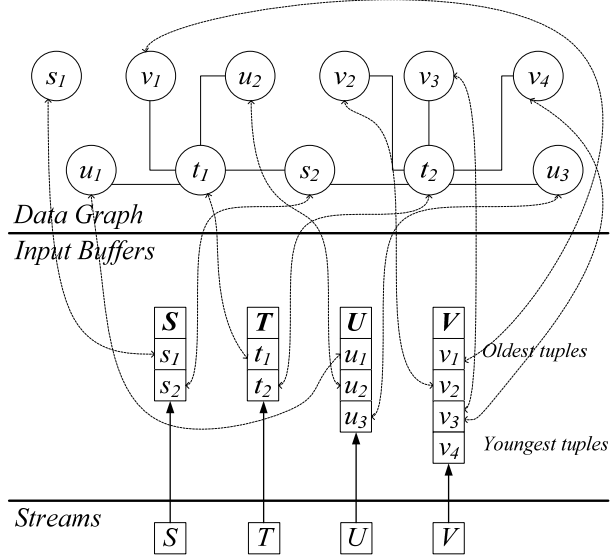 s1 v1 u2 v2 v3 v4
u1 t1 s2 t2 u3
Data Graph
Input Buffers
S T U V
s1 t1 u1 v1 Oldest tuples
s2 t2 u2 v2
u3 v3
v4 Youngest tuples
Streams
S T U V